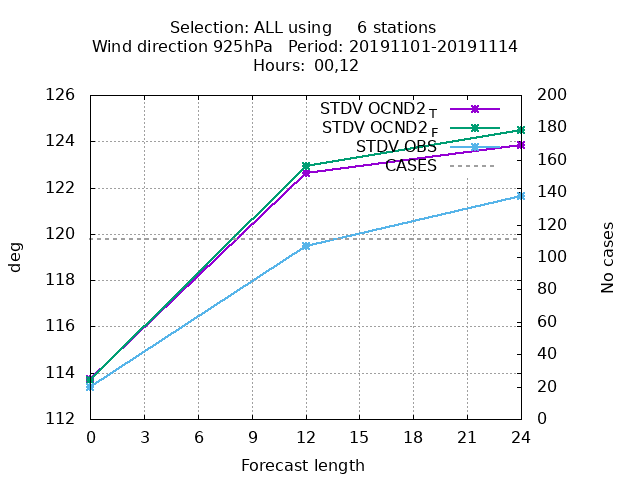 Selection: ALL using     6 stations
Wind direction 925hPa   Period: 20191101-20191114
Hours: 00,12
126
124
122
120
118
116
114
112
deg
200
180
160
140
120
100
80
60
40
20
0
No cases
STDV OCND2 T
STDV OCND2 F
STDV OBS
CASES
0 3 6 9 12 15 18 21 24
Forecast length